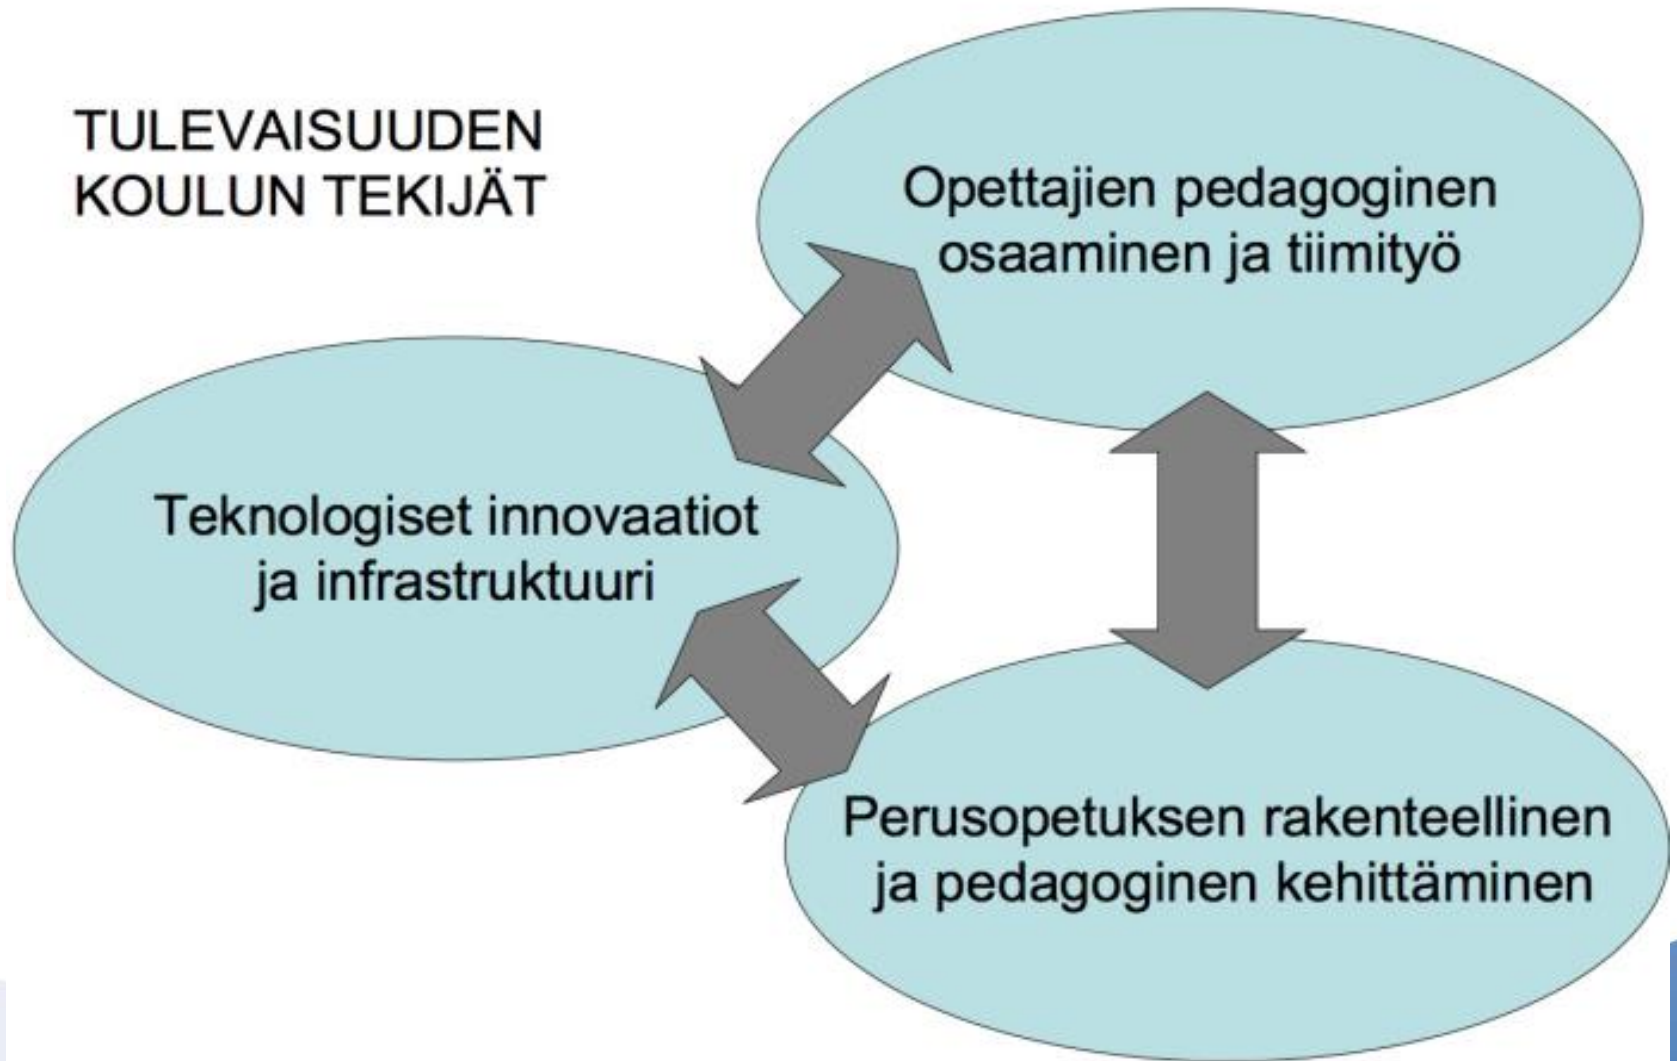 TULEVAISUUDEN
KOULUN TEKIJÄT
Opettajien pedagoginen
osaaminen ja tiimityö
Teknologiset innovaatiot
ja infrastruktuuri
Perusopetuksen rakenteellinen
ja pedagoginen kehittäminen